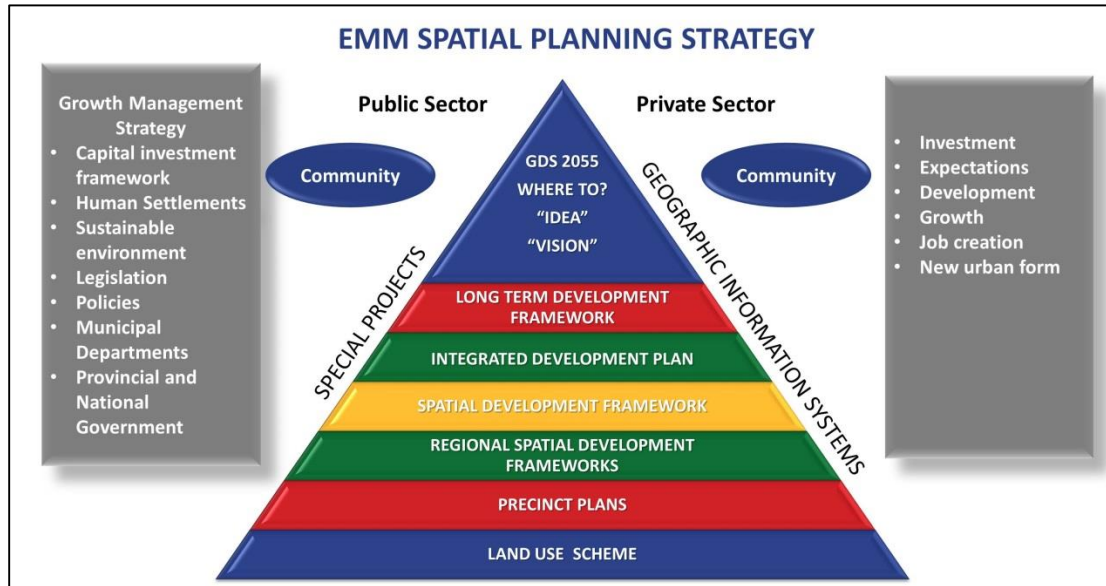 EMM SPATIAL PLANNING STRATEGY
Growth Management
Strategy
• Capital investment
framework
• Human Settlements
• Sustainable
environment
• Legislation
• Policies
• Municipal
Departments
• Provincial and
National
Government
Public Sector
Community
Private Sector
Community
GDS 2055
WHERE TO?
“IDEA”
“VISION”
SPECIAL PROJECTS
GEOGRAPHIC INFORMATION SYSTEMS
LONG TERM DEVELOPMENT
FRAMEWORK
INTEGRATED DEVELOPMENT PLAN
SPATIAL DEVELOPMENT FRAMEWORK
REGIONAL SPATIAL DEVELOPMENT
FRAMEWORKS
PRECINCT PLANS
LAND USE SCHEME
• Investment
• Expectations
• Development
• Growth
• Job creation
• New urban form